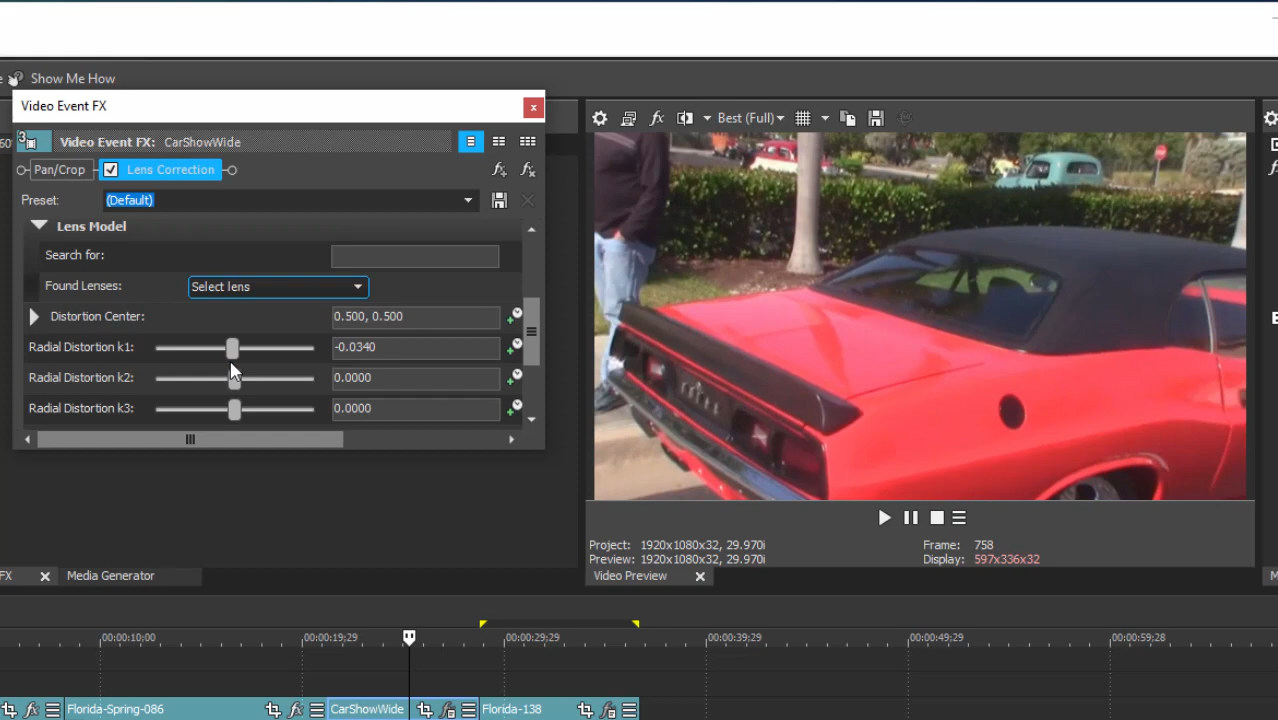 Show Me How
Video Event FX
x
3
Video Event FX: CarShowWide
Pan/Crop
Lens Correction
Preset: (Default)
Lens Model
Search for:
Found Lenses: Select lens
Distortion Center: 0.500, 0.500
Radial Distortion k1: -0.0340
Radial Distortion k2: 0.0000
Radial Distortion k3: 0.0000
Best (Full)
Project: 1920x1080x32, 29.970i
Frame: 758
Preview: 1920x1080x32, 29.970i
Display: 597x336x32
FX
Media Generator
Video Preview
00:00:10;00
00:00:19;29
00:00:29;29
00:00:39;29
00:00:49;29
00:00:59;28
Florida-Spring-086
CarShowWide
Florida-138